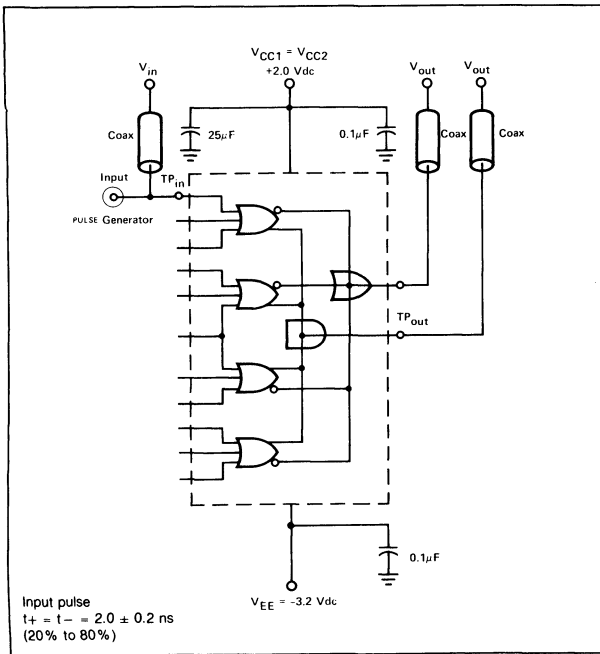 V_CC1 = V_CC2
+2.0 Vdc
V_in
V_out
V_out
Coax
25μF
0.1μF
Coax
Coax
Input
TP_in
PULSE Generator
TP_out
0.1μF
V_EE = -3.2 Vdc
Input pulse
t+ = t− = 2.0 ± 0.2 ns
(20% to 80%)